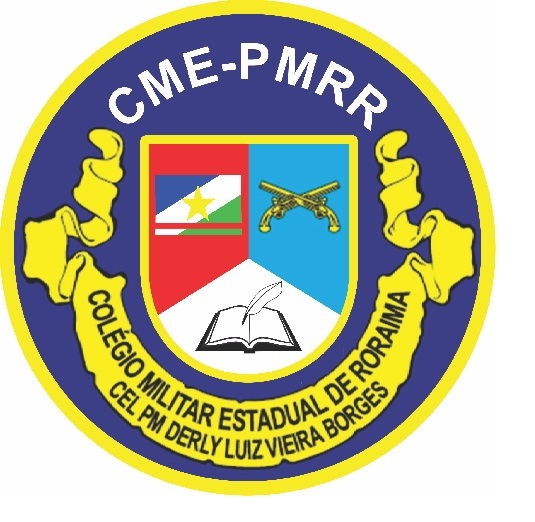 CME-PMRR
COLÉGIO MILITAR ESTADUAL DE RORAIMA
CEL PM DERLY LUIZ VIEIRA BORGES